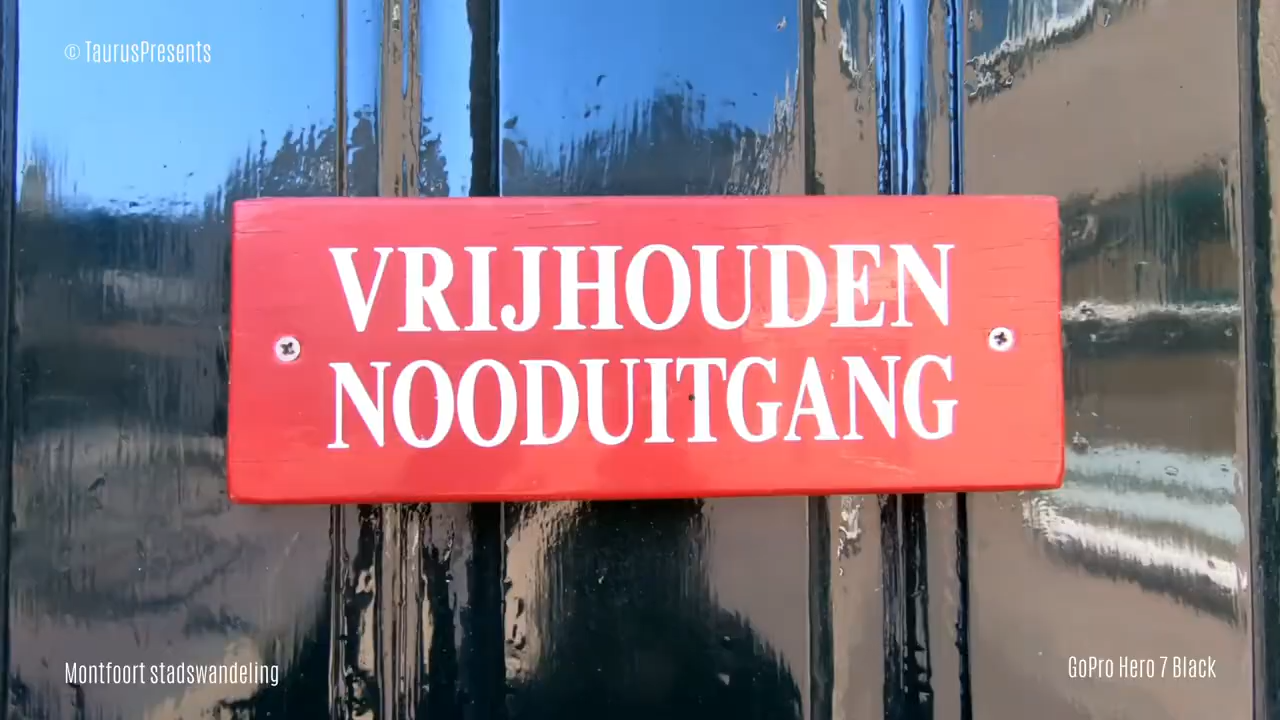 © TaurusPresents
VRIJHOUDEN
NOODUITGANG
Montfoort stadswandeling
GoPro Hero 7 Black